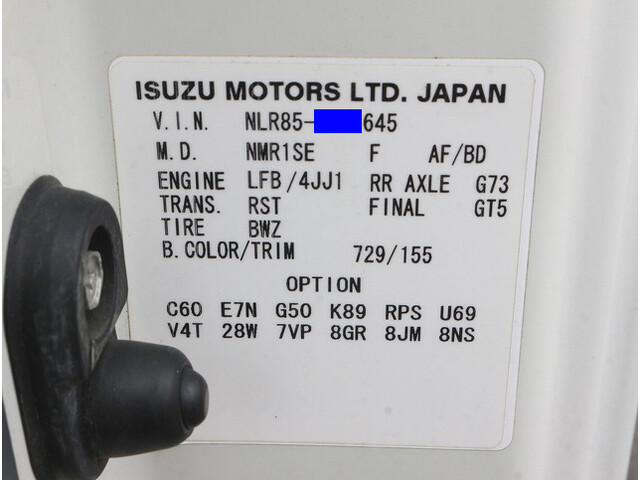 ISUZU MOTORS LTD. JAPAN
V.I.N. NLR85- 645
M.D. NMR1SE F AF/BD
ENGINE LFB/4JJ1 RR AXLE G73
TRANS. RST FINAL GT5
TIRE BWZ
B.COLOR/TRIM 729/155
OPTION
C60 E7N G50 K89 RPS U69
V4T 28W 7VP 8GR 8JM 8NS